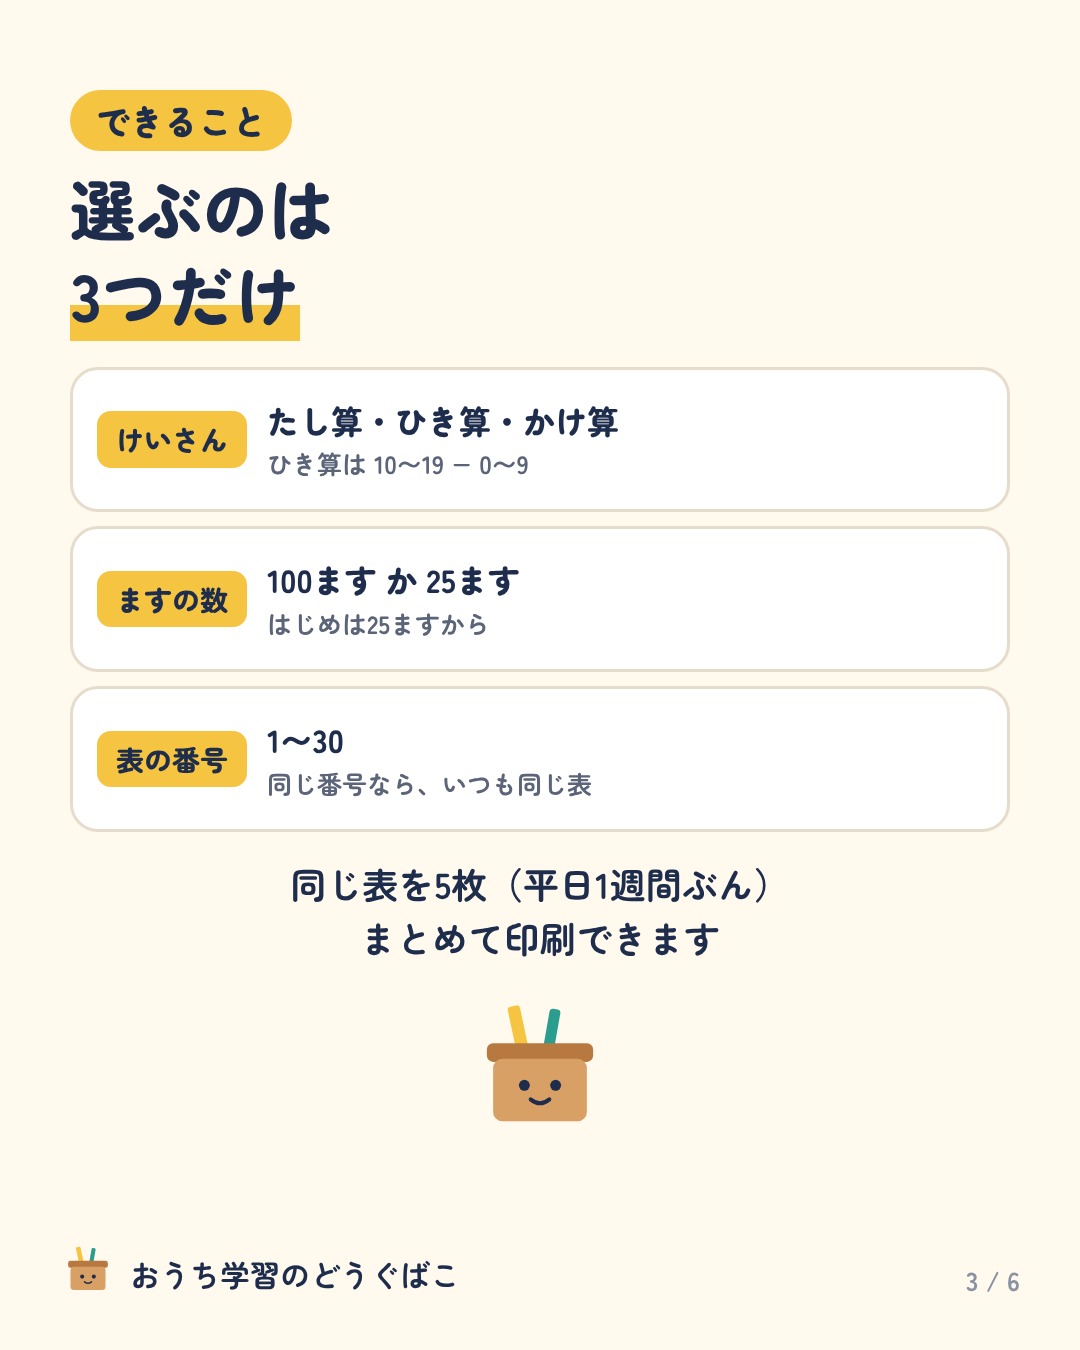 できること
選ぶのは
3つだけ
けいさん
たし算・ひき算・かけ算
ひき算は 10〜19 − 0〜9
ますの数
100ます か 25ます
はじめは25ますから
表の番号
1〜30
同じ番号なら、いつも同じ表
同じ表を5枚（平日1週間ぶん）
まとめて印刷できます
おうち学習のどうぐばこ
3 / 6